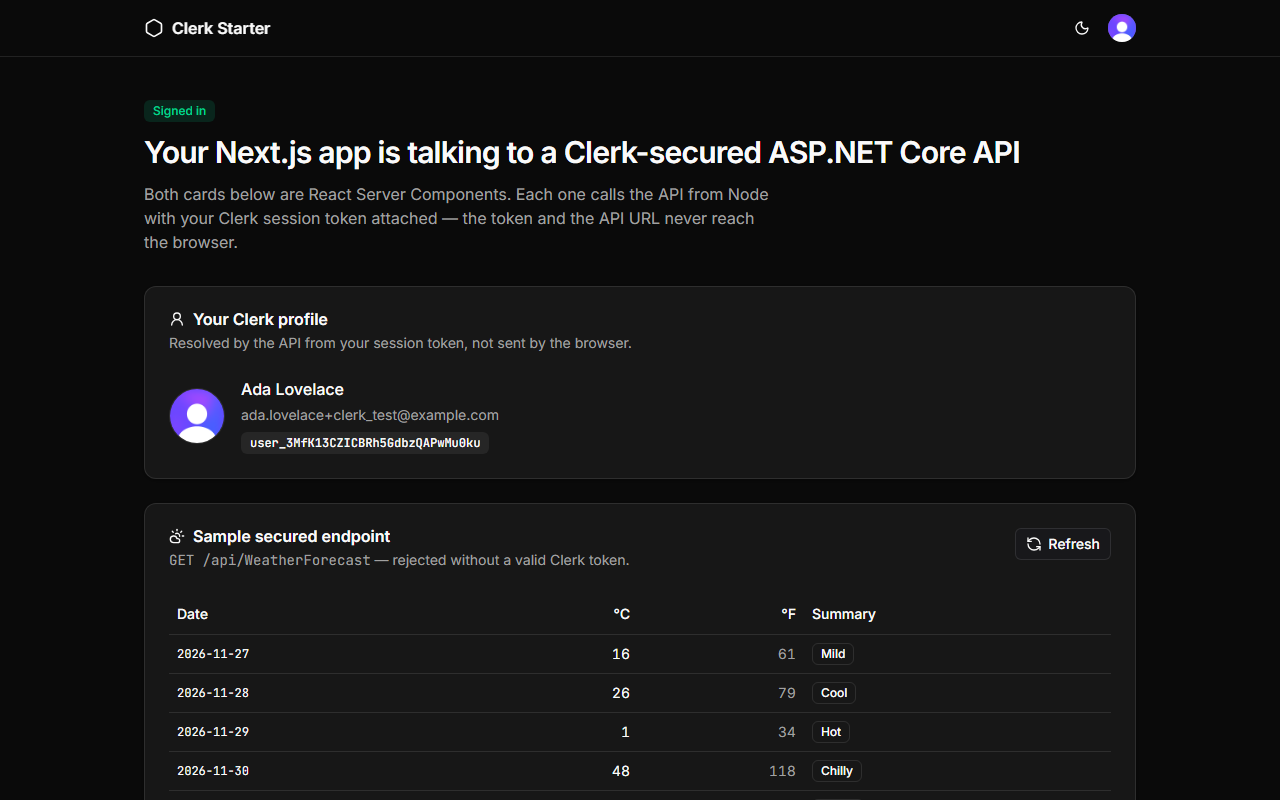 Clerk Starter
Signed in
Your Next.js app is talking to a Clerk-secured ASP.NET Core API
Both cards below are React Server Components. Each one calls the API from Node
with your Clerk session token attached — the token and the API URL never reach
the browser.
Your Clerk profile
Resolved by the API from your session token, not sent by the browser.
Ada Lovelace
ada.lovelace+clerk_test@example.com
user_3MfK13CZICBRh5GdbzQAPwMu0ku
Sample secured endpoint
GET /api/WeatherForecast — rejected without a valid Clerk token.
Refresh
Date °C °F Summary
2026-11-27 16 61 Mild
2026-11-28 26 79 Cool
2026-11-29 1 34 Hot
2026-11-30 48 118 Chilly